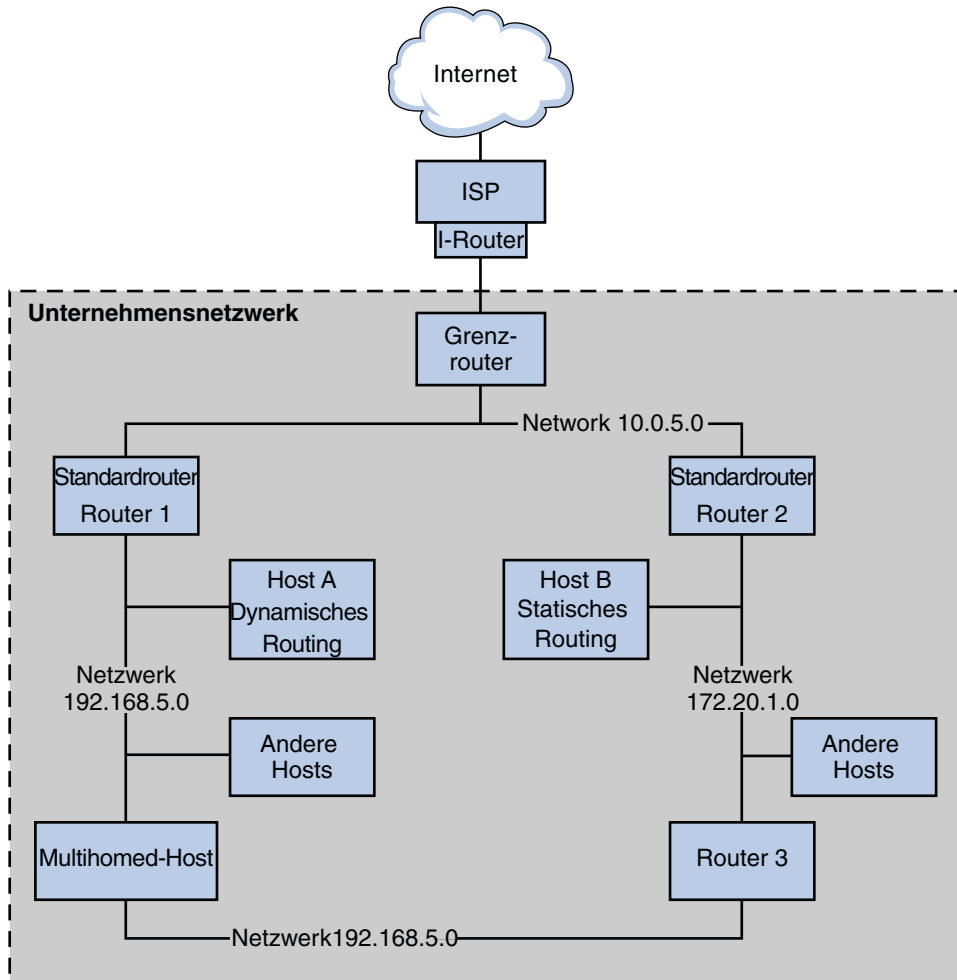 Internet
ISP
I-Router
Unternehmensnetzwerk
Grenz-
router
Network 10.0.5.0
Standardrouter
Router 1
Standardrouter
Router 2
Host A
Dynamisches
Routing
Host B
Statisches
Routing
Netzwerk
192.168.5.0
Netzwerk
172.20.1.0
Andere
Hosts
Andere
Hosts
Multihomed-Host
Router 3
Netzwerk192.168.5.0